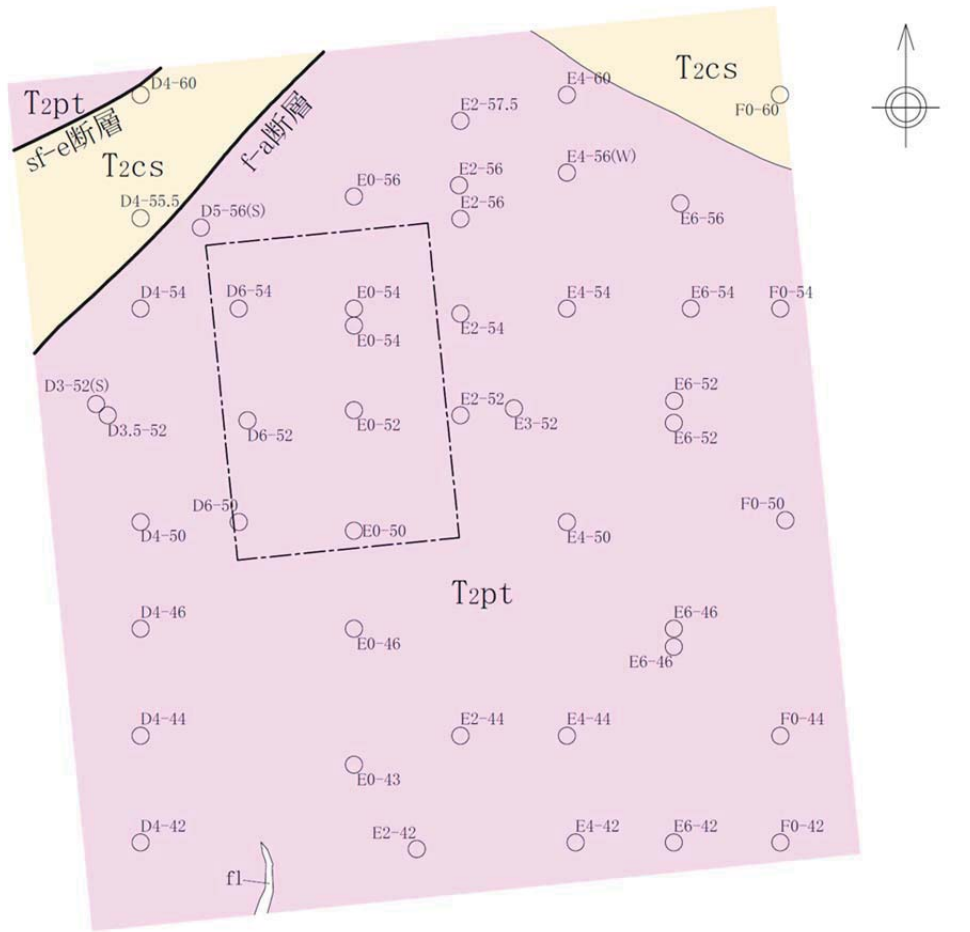 T2cs
D4-60
E4-60
T2pt
F0-60
E2-57.5
sf-e断層
f-a断層
T2cs
E4-56(W)
E0-56
E2-56
D4-55.5
E2-56
D5-56(S)
E6-56
D4-54
D6-54
E0-54
E4-54
E6-54
F0-54
E2-54
E0-54
D3-52(S)
E6-52
E2-52
D3.5-52
D6-52
E0-52
E3-52
E6-52
D6-50
F0-50
D4-50
E0-50
E4-50
T2pt
D4-46
E6-46
E0-46
E6-46
D4-44
E2-44
E4-44
F0-44
E0-43
D4-42
E2-42
E4-42
E6-42
F0-42
fl